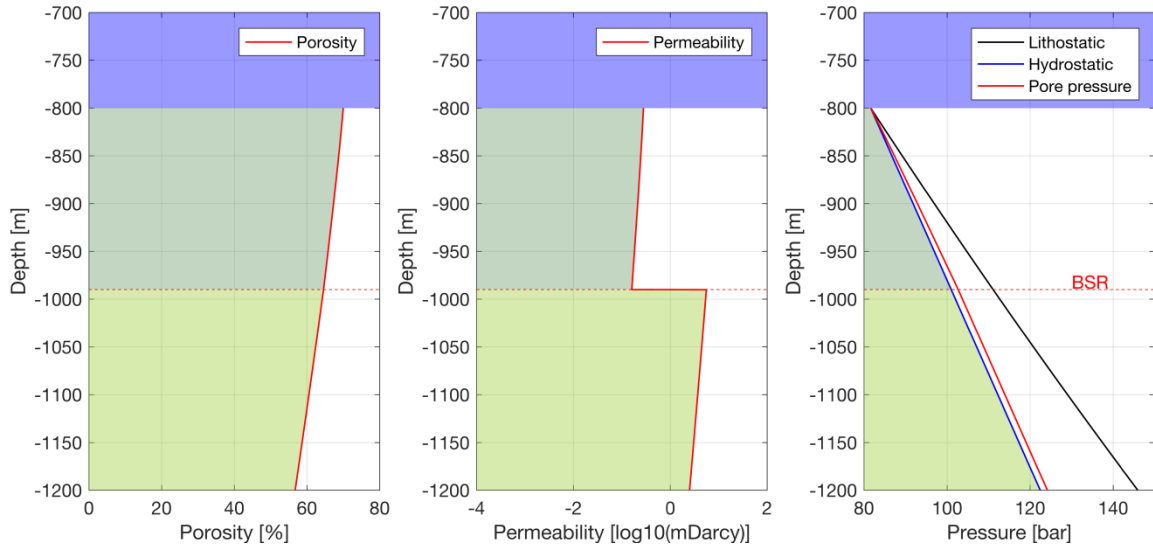 Porosity
-700
-750
-800
-850
-900
-950
-1000
-1050
-1100
-1150
-1200
Depth [m]
0 20 40 60 80
Porosity [%]
Permeability
-700
-750
-800
-850
-900
-950
-1000
-1050
-1100
-1150
-1200
Depth [m]
-4 -2 0 2
Permeability [log10(mDarcy)]
Lithostatic
Hydrostatic
Pore pressure
-700
-750
-800
-850
-900
-950
-1000
-1050
-1100
-1150
-1200
Depth [m]
BSR
80 100 120 140
Pressure [bar]